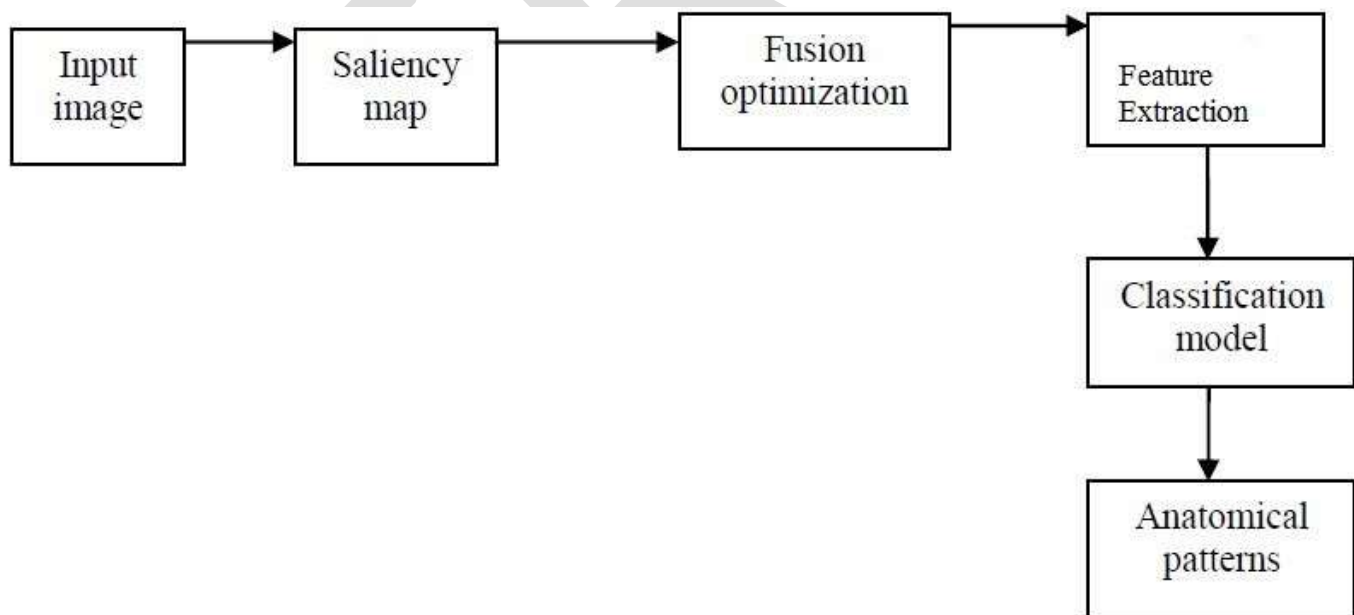 Input
image
Saliency
map
Fusion
optimization
Feature
Extraction
Classification
model
Anatomical
patterns